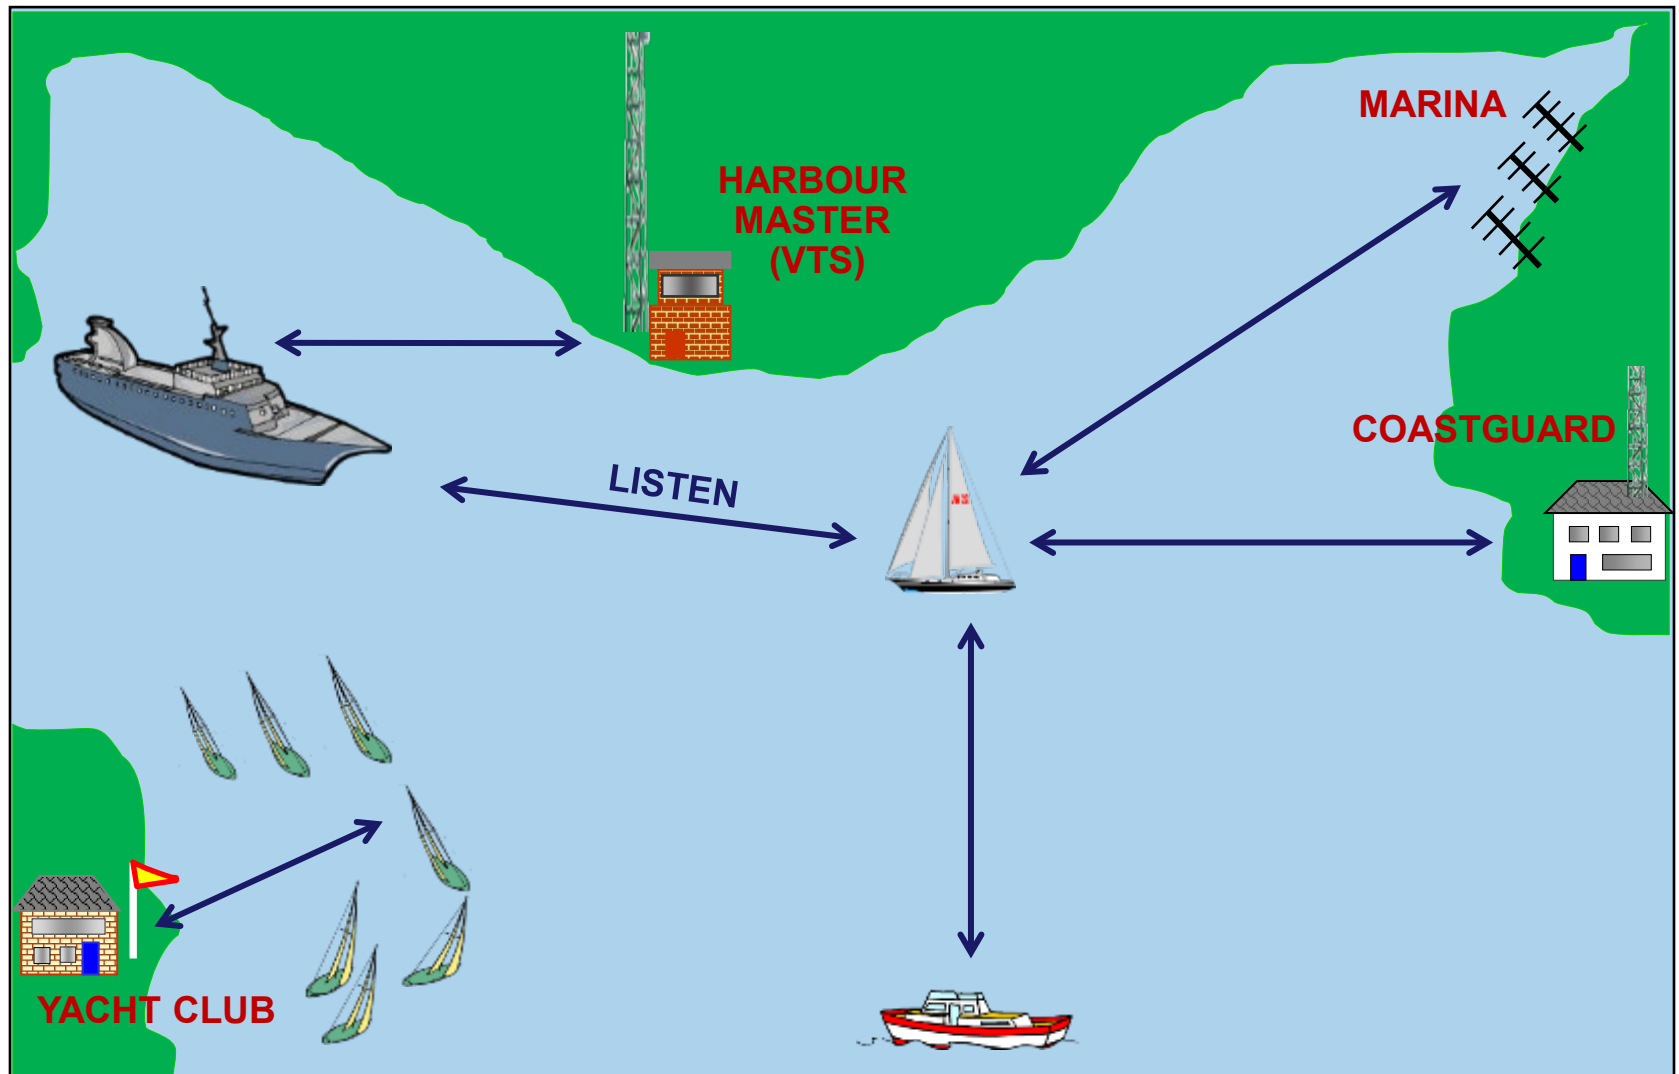 MARINA
HARBOUR
MASTER
(VTS)
COASTGUARD
LISTEN
YACHT CLUB